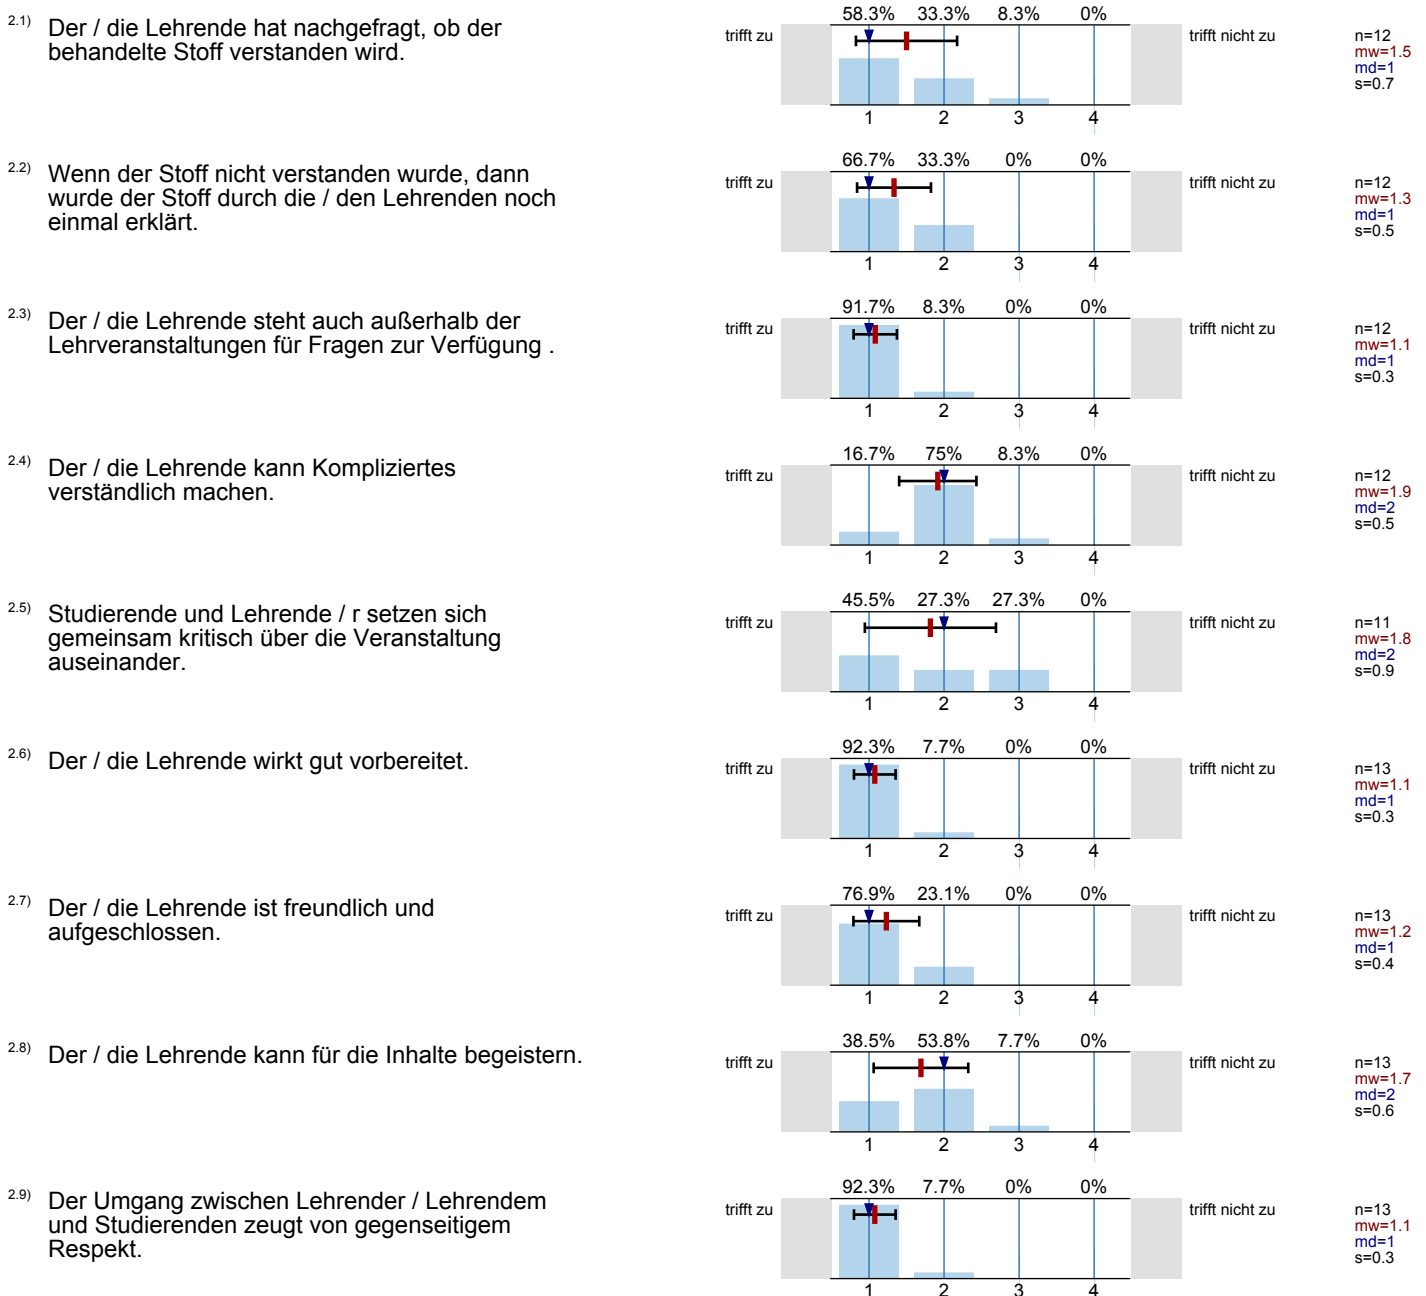 2.1) Der / die Lehrende hat nachgefragt, ob der
behandelte Stoff verstanden wird.
58.3% 33.3% 8.3% 0%
trifft zu
trifft nicht zu
n=12
mw=1.5
md=1
s=0.7
1 2 3 4
2.2) Wenn der Stoff nicht verstanden wurde, dann
wurde der Stoff durch die / den Lehrenden noch
einmal erklärt.
66.7% 33.3% 0% 0%
trifft zu
trifft nicht zu
n=12
mw=1.3
md=1
s=0.5
1 2 3 4
2.3) Der / die Lehrende steht auch außerhalb der
Lehrveranstaltungen für Fragen zur Verfügung .
91.7% 8.3% 0% 0%
trifft zu
trifft nicht zu
n=12
mw=1.1
md=1
s=0.3
1 2 3 4
2.4) Der / die Lehrende kann Kompliziertes
verständlich machen.
16.7% 75% 8.3% 0%
trifft zu
trifft nicht zu
n=12
mw=1.9
md=2
s=0.5
1 2 3 4
2.5) Studierende und Lehrende / r setzen sich
gemeinsam kritisch über die Veranstaltung
auseinander.
45.5% 27.3% 27.3% 0%
trifft zu
trifft nicht zu
n=11
mw=1.8
md=2
s=0.9
1 2 3 4
2.6) Der / die Lehrende wirkt gut vorbereitet.
92.3% 7.7% 0% 0%
trifft zu
trifft nicht zu
n=13
mw=1.1
md=1
s=0.3
1 2 3 4
2.7) Der / die Lehrende ist freundlich und
aufgeschlossen.
76.9% 23.1% 0% 0%
trifft zu
trifft nicht zu
n=13
mw=1.2
md=1
s=0.4
1 2 3 4
2.8) Der / die Lehrende kann für die Inhalte begeistern.
38.5% 53.8% 7.7% 0%
trifft zu
trifft nicht zu
n=13
mw=1.7
md=2
s=0.6
1 2 3 4
2.9) Der Umgang zwischen Lehrender / Lehrendem
und Studierenden zeugt von gegenseitigem
Respekt.
92.3% 7.7% 0% 0%
trifft zu
trifft nicht zu
n=13
mw=1.1
md=1
s=0.3
1 2 3 4